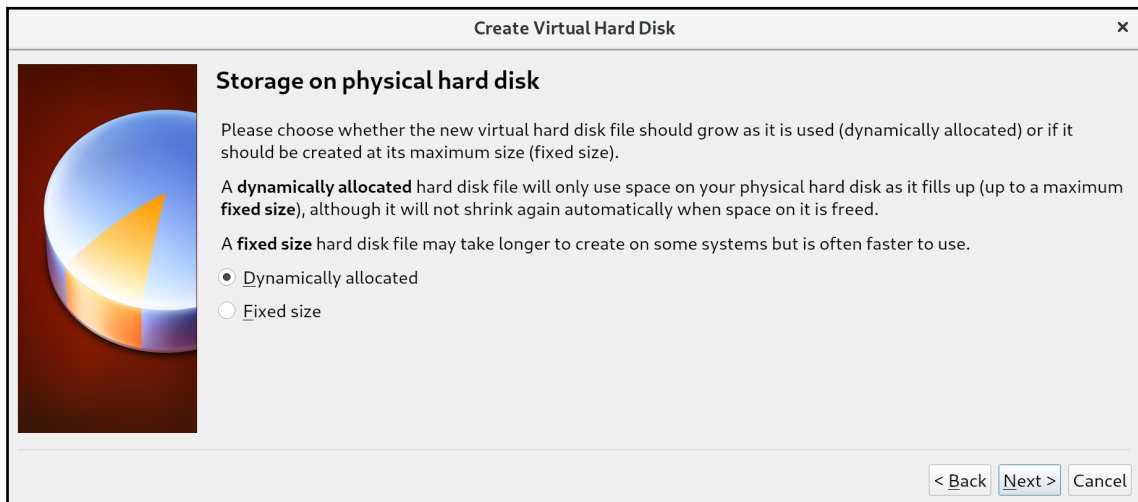 Create Virtual Hard Disk
×
Storage on physical hard disk
Please choose whether the new virtual hard disk file should grow as it is used (dynamically allocated) or if it
should be created at its maximum size (fixed size).
A dynamically allocated hard disk file will only use space on your physical hard disk as it fills up (up to a maximum
fixed size), although it will not shrink again automatically when space on it is freed.
A fixed size hard disk file may take longer to create on some systems but is often faster to use.
Dynamically allocated
Fixed size
< Back Next > Cancel